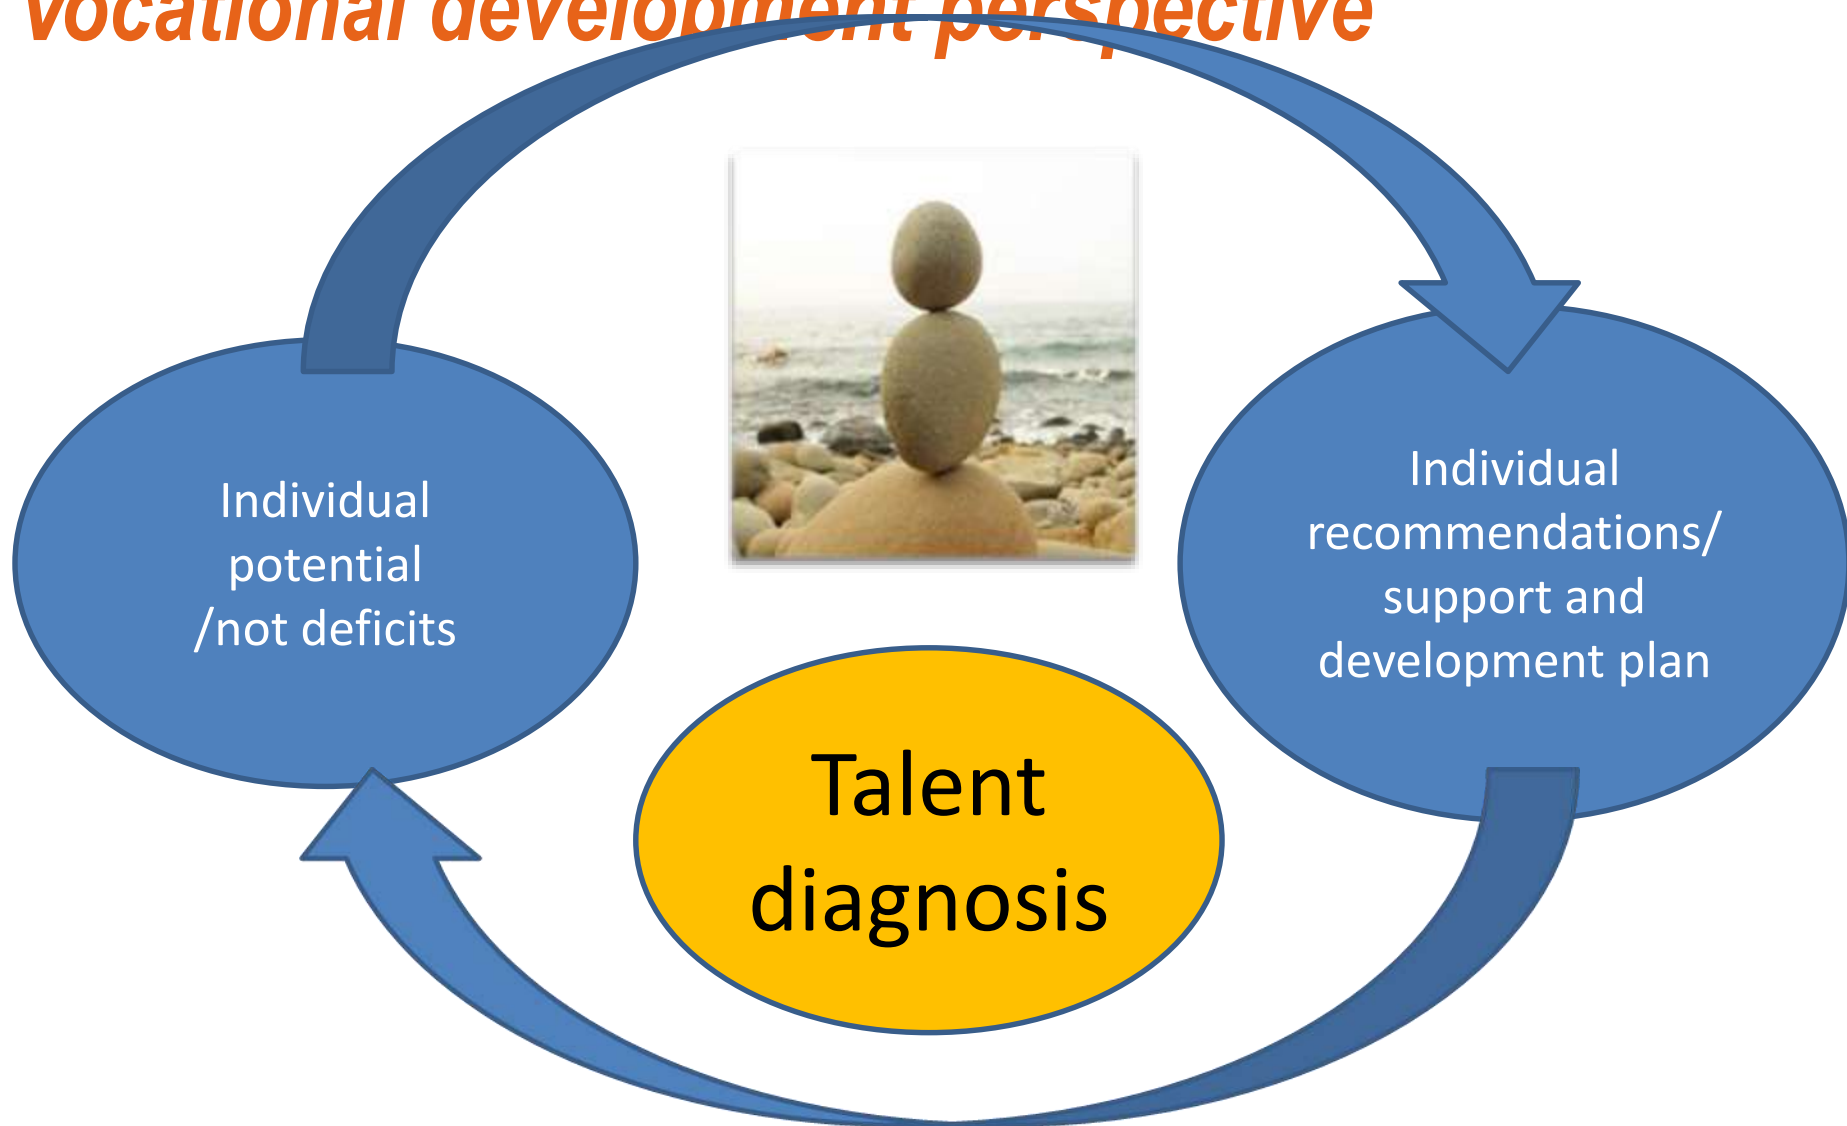 vocational development perspective
Individual
potential
/not deficits
Individual
recommendations/
support and
development plan
Talent
diagnosis